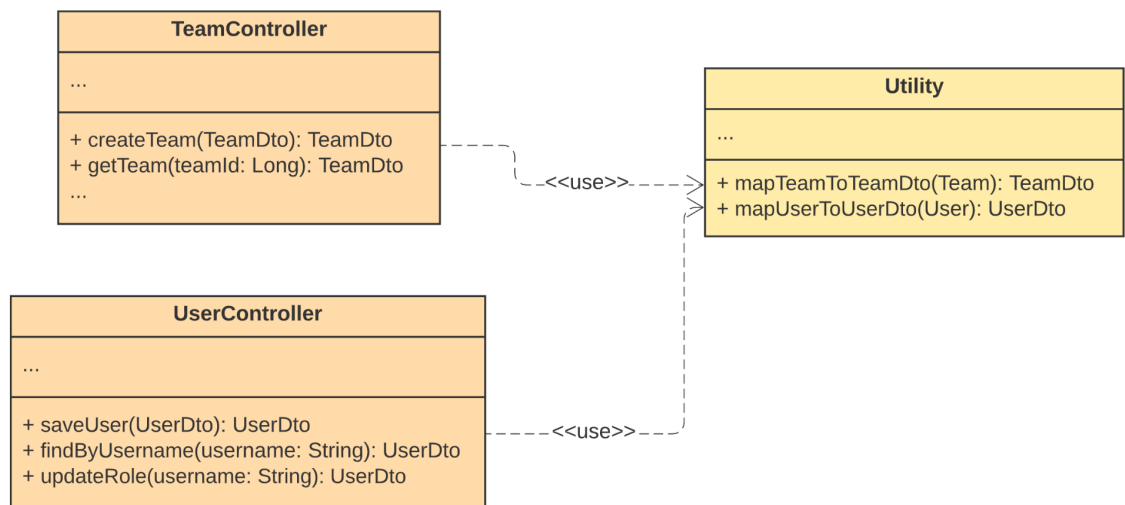 TeamController
...
+ createTeam(TeamDto): TeamDto
+ getTeam(teamId: Long): TeamDto
...
<<use>>
Utility
...
+ mapTeamToTeamDto(Team): TeamDto
+ mapUserToUserDto(User): UserDto
UserController
...
+ saveUser(UserDto): UserDto
+ findByUsername(username: String): UserDto
+ updateRole(username: String): UserDto
<<use>>